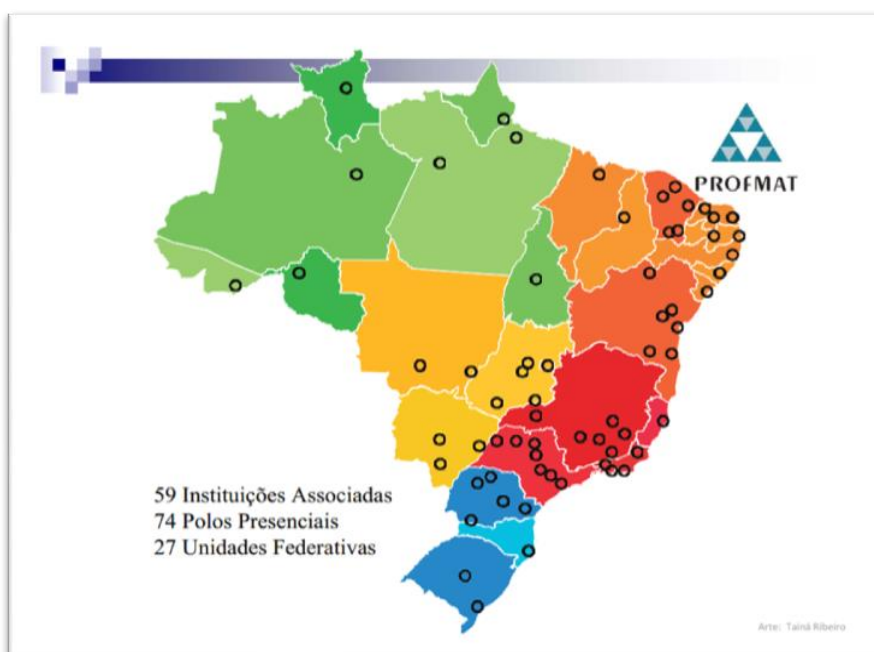 PROFMAT
59 Instituições Associadas
74 Polos Presenciais
27 Unidades Federativas
Arte: Tainá Ribeiro